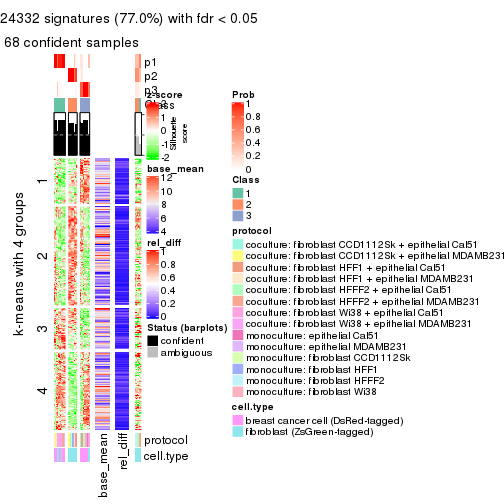 24332 signatures (77.0%) with fdr < 0.05
68 confident samples
p1
p2
p3
z-score
2
1
0
-1
-2
Silhouette
score
base_mean
12
10
8
6
4
rel_diff
1
0.8
0.6
0.4
0.2
0
Status (barplots)
confident
ambiguous
Prob
1
0.8
0.6
0.4
0.2
0
Class
1
2
3
protocol
coculture: fibroblast CCD1112Sk + epithelial Cal51
coculture: fibroblast CCD1112Sk + epithelial MDAMB231
coculture: fibroblast HFF1 + epithelial Cal51
coculture: fibroblast HFF1 + epithelial MDAMB231
coculture: fibroblast HFFF2 + epithelial Cal51
coculture: fibroblast HFFF2 + epithelial MDAMB231
coculture: fibroblast Wi38 + epithelial Cal51
coculture: fibroblast Wi38 + epithelial MDAMB231
monoculture: epithelial Cal51
monoculture: epithelial MDAMB231
monoculture: fibroblast CCD1112Sk
monoculture: fibroblast HFF1
monoculture: fibroblast HFFF2
monoculture: fibroblast Wi38
cell.type
breast cancer cell (DsRed-tagged)
fibroblast (ZsGreen-tagged)
k-means with 4 groups
1
2
3
4
protocol
cell.type
base_mean
rel_diff